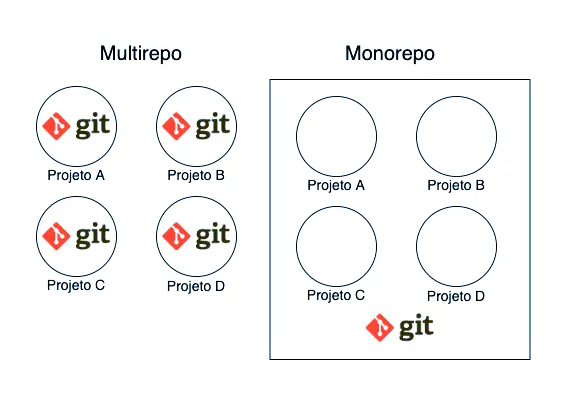 Multirepo
git
Projeto A
git
Projeto B
git
Projeto C
git
Projeto D
Monorepo
Projeto A
Projeto B
Projeto C
Projeto D
git